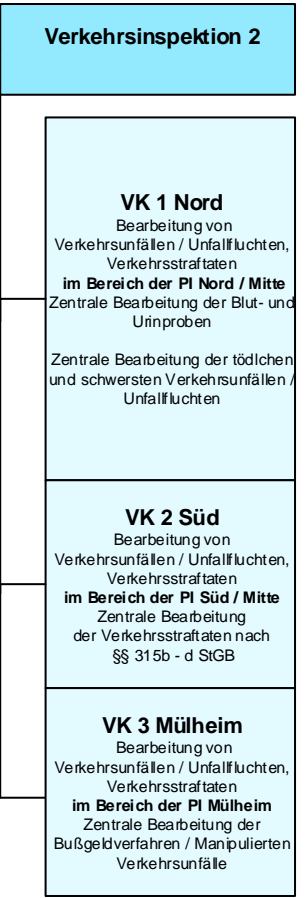 Verkehrsinspektion 2
VK 1 Nord
Bearbeitung von
Verkehrsunfällen / Unfallfluchten,
Verkehrsstraftaten
im Bereich der PI Nord / Mitte
Zentrale Bearbeitung der Blut- und
Urinproben
Zentrale Bearbeitung der tödlchen
und schwersten Verkehrsunfällen /
Unfallfluchten
VK 2 Süd
Bearbeitung von
Verkehrsunfällen / Unfallfluchten,
Verkehrsstraftaten
im Bereich der PI Süd / Mitte
Zentrale Bearbeitung
der Verkehrsstraftaten nach
§§ 315b - d StGB
VK 3 Mülheim
Bearbeitung von
Verkehrsunfällen / Unfallfluchten,
Verkehrsstraftaten
im Bereich der PI Mülheim
Zentrale Bearbeitung der
Bußgeldverfahren / Manipulierten
Verkehrsunfälle